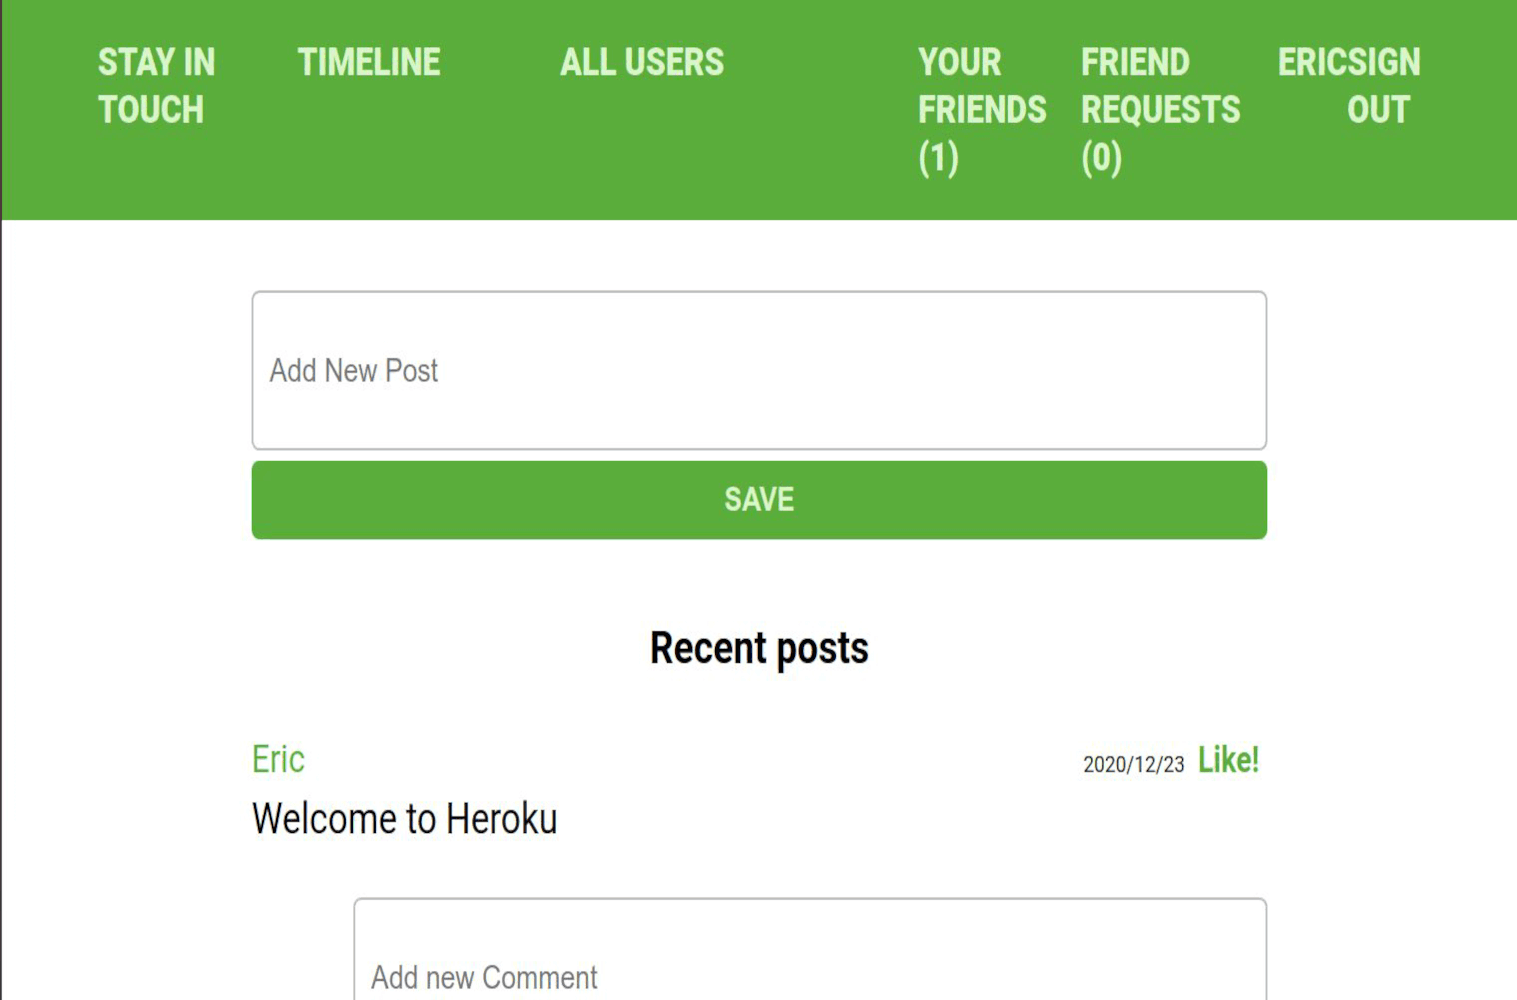 STAY IN
TOUCH
TIMELINE
ALL USERS
YOUR
FRIENDS
(1)
FRIEND
REQUESTS
(0)
ERICSIGN
OUT
Add New Post
SAVE
Recent posts
Eric
2020/12/23 Like!
Welcome to Heroku
Add new Comment